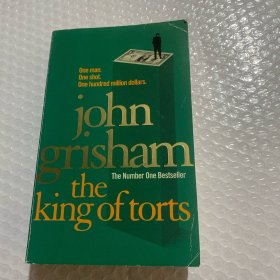 One man.
One shot.
One hundred million dollars.
john
grisham
The Number One Bestseller
the
king of torts